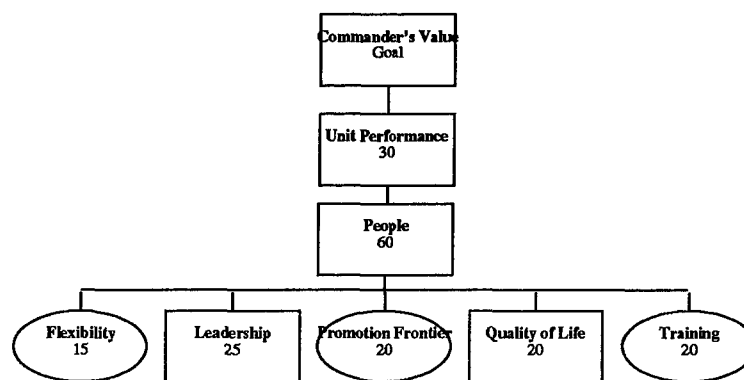 Commander's Value
Goal
Unit Performance
30
People
60
Flexibility
15
Leadership
25
Promotion Frontier
20
Quality of Life
20
Training
20